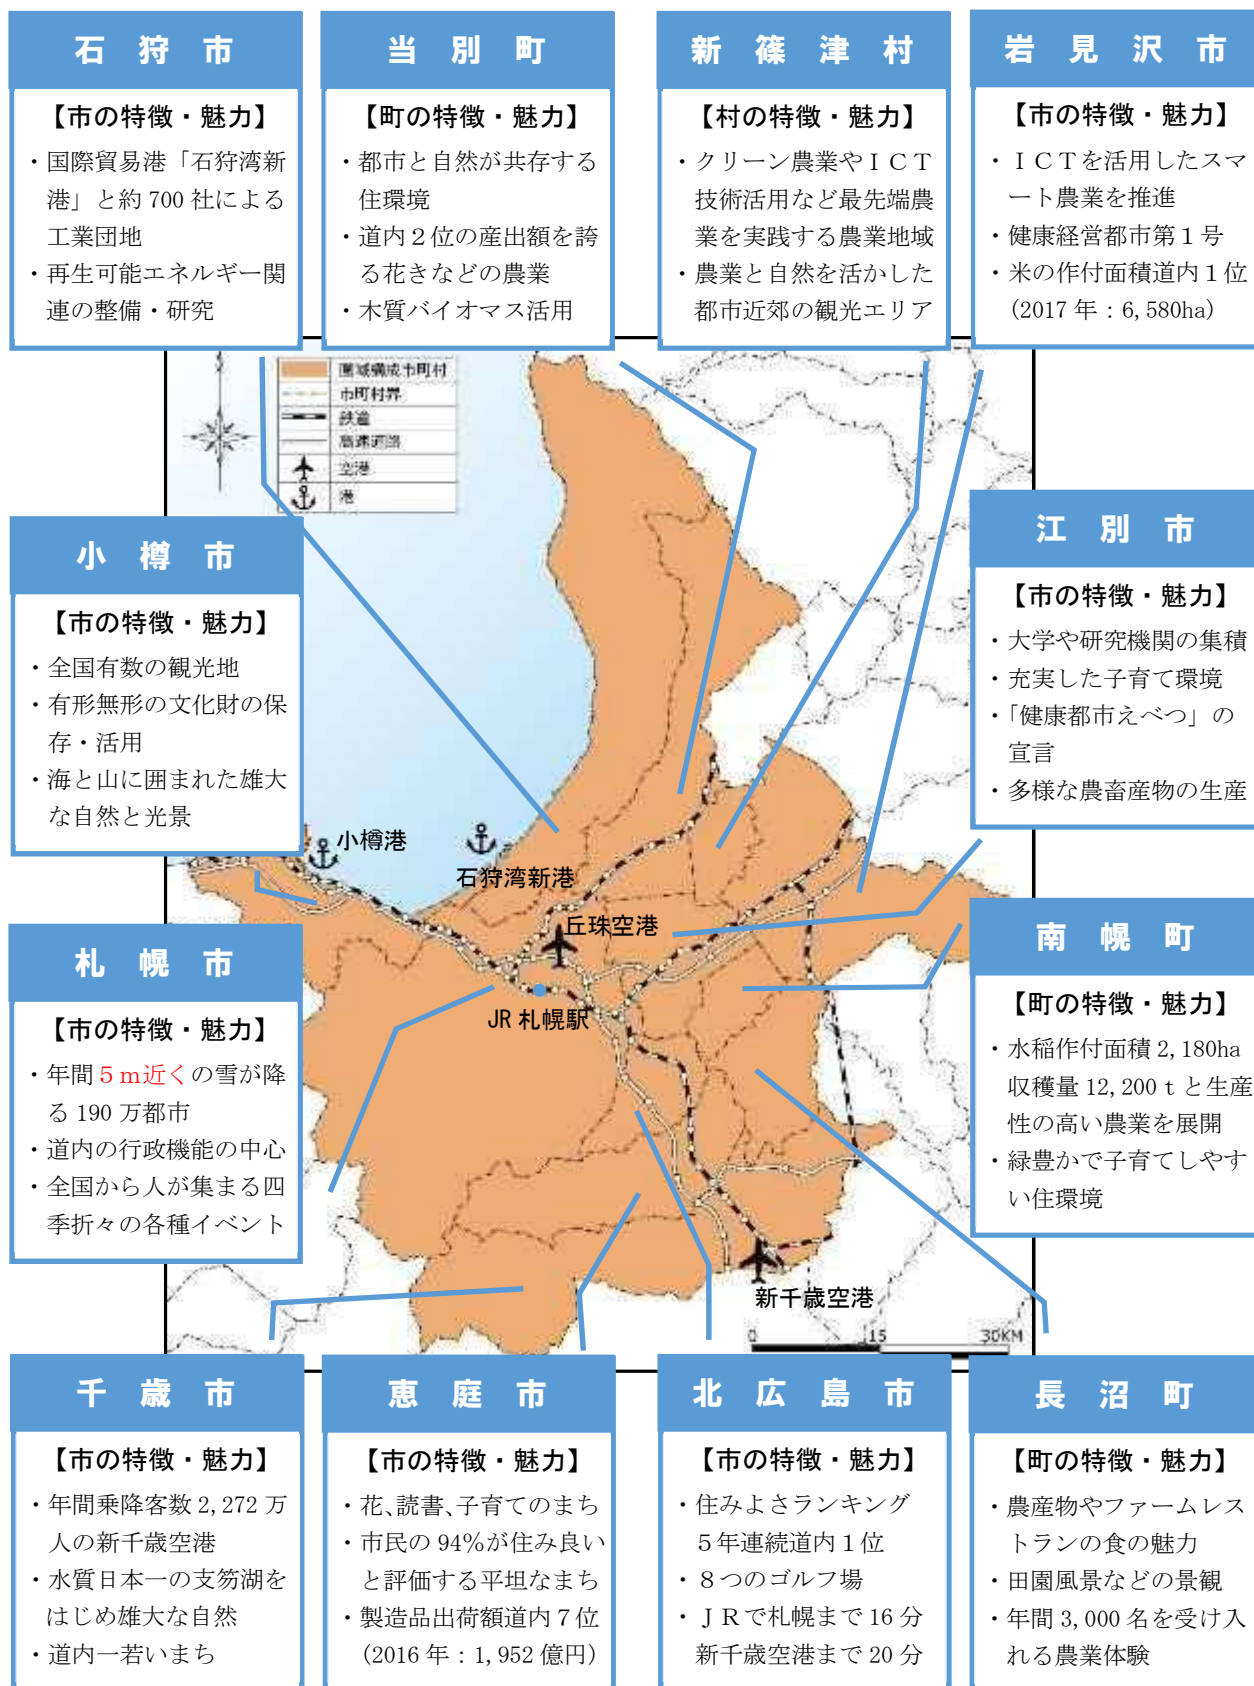 石狩市
【市の特徴・魅力】
・国際貿易港「石狩湾新
港」と約 700 社による
工業団地
・再生可能エネルギー関
連の整備・研究
当別町
【町の特徴・魅力】
・都市と自然が共存する
住環境
・道内２位の産出額を誇
る花きなどの農業
・木質バイオマス活用
新篠津村
【村の特徴・魅力】
・クリーン農業やＩＣＴ
技術活用など最先端農
業を実践する農業地域
・農業と自然を活かした
都市近郊の観光エリア
岩見沢市
【市の特徴・魅力】
・ＩＣＴを活用したスマ
ート農業を推進
・健康経営都市第１号
・米の作付面積道内１位
(2017 年：6,580ha)
圏域構成市町村
市町村界
鉄道
高速道路
空港
港
小樽市
【市の特徴・魅力】
・全国有数の観光地
・有形無形の文化財の保
存・活用
・海と山に囲まれた雄大
な自然と光景
江別市
【市の特徴・魅力】
・大学や研究機関の集積
・充実した子育て環境
・「健康都市えべつ」の
宣言
・多様な農畜産物の生産
小樽港
石狩湾新港
丘珠空港
JR 札幌駅
新千歳空港
0 15 30KM
札幌市
【市の特徴・魅力】
・年間５ｍ近くの雪が降
る 190 万都市
・道内の行政機能の中心
・全国から人が集まる四
季折々の各種イベント
南幌町
【町の特徴・魅力】
・水稲作付面積 2,180ha
収穫量 12,200ｔと生産
性の高い農業を展開
・緑豊かで子育てしやす
い住環境
千歳市
【市の特徴・魅力】
・年間乗降客数 2,272 万
人の新千歳空港
・水質日本一の支笏湖を
はじめ雄大な自然
・道内一若いまち
恵庭市
【市の特徴・魅力】
・花、読書、子育てのまち
・市民の 94%が住み良い
と評価する平坦なまち
・製造品出荷額道内７位
(2016 年：1,952 億円)
北広島市
【市の特徴・魅力】
・住みよさランキング
５年連続道内１位
・８つのゴルフ場
・ＪＲで札幌まで 16 分
新千歳空港まで 20 分
長沼町
【町の特徴・魅力】
・農産物やファームレス
トランの食の魅力
・田園風景などの景観
・年間 3,000 名を受け入
れる農業体験